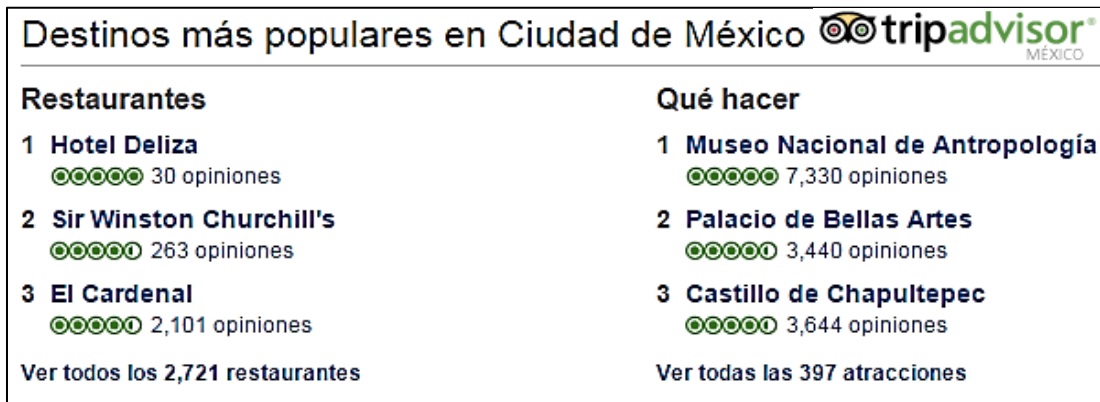 Destinos más populares en Ciudad de México
tripadvisor®
MÉXICO
Restaurantes
1 Hotel Deliza
30 opiniones
2 Sir Winston Churchill's
263 opiniones
3 El Cardenal
2,101 opiniones
Ver todos los 2,721 restaurantes
Qué hacer
1 Museo Nacional de Antropología
7,330 opiniones
2 Palacio de Bellas Artes
3,440 opiniones
3 Castillo de Chapultepec
3,644 opiniones
Ver todas las 397 atracciones